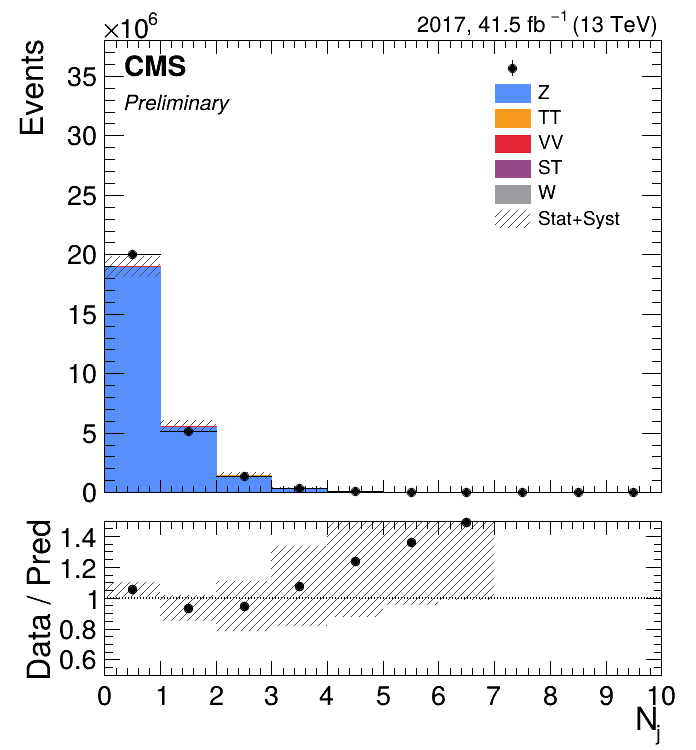 ×10⁶
2017, 41.5 fb⁻¹ (13 TeV)
Events
CMS
Preliminary
Z
TT
VV
ST
W
Stat+Syst
35
30
25
20
15
10
5
0
Data / Pred
1.4
1.2
1
0.8
0.6
0 1 2 3 4 5 6 7 8 9 10
N_j